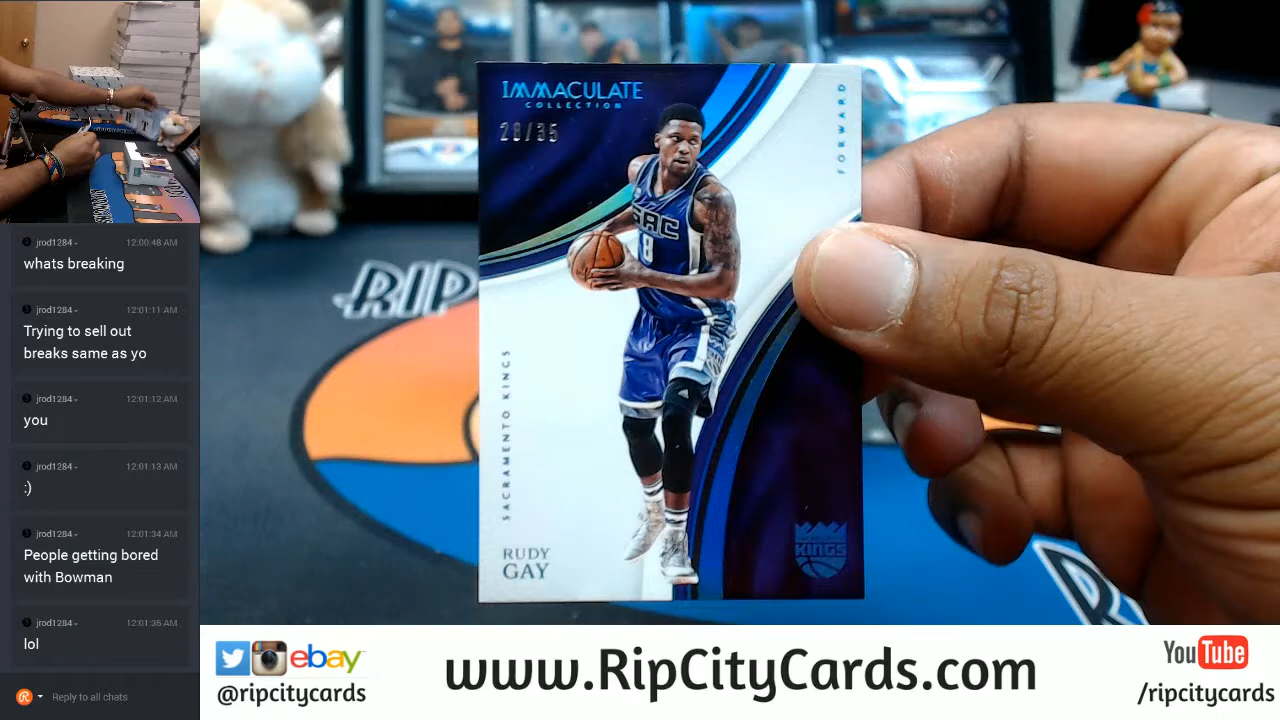 jrod1284
12:00:48 AM
whats breaking
jrod1284
12:01:11 AM
Trying to sell out
breaks same as yo
jrod1284
12:01:12 AM
you
jrod1284
12:01:13 AM
:)
jrod1284
12:01:34 AM
People getting bored
with Bowman
jrod1284
12:01:35 AM
lol
Reply to all chats
IMMACULATE
COLLECTION
FORWARD
SAC
8
SACRAMENTO KINGS
RUDY
GAY
KINGS
RIP
R
ebay
@ripcitycards
www.RipCityCards.com
YouTube
/ripcitycards